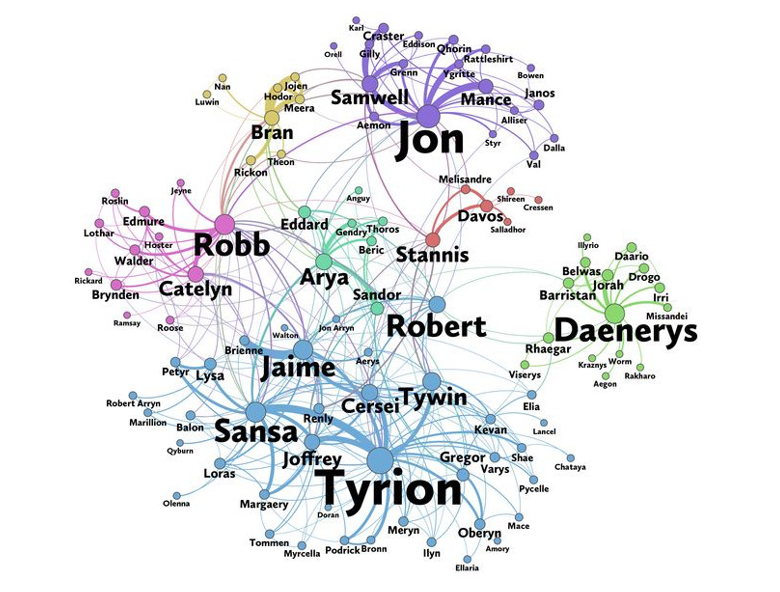 Karl
Craster
Eddison
Orell
Gilly
Qhorin
Rattleshirt
Grenn
Ygritte
Bowen
Nan
Jojen
Hodor
Samwell
Mance
Janos
Luwin
Meera
Alliser
Bran
Aemon
Jon
Styr
Dalla
Theon
Val
Rickon
Melisandre
Jeyne
Shireen
Roslin
Anguy
Cressen
Edmure
Eddard
Davos
Lothar
Gendry
Thoros
Salladhor
Hoster
Robb
Beric
Stannis
Illyrio
Walder
Daario
Rickard
Catelyn
Arya
Belwas
Jorah
Drogo
Brynden
Sandor
Barristan
Irri
Ramsay
Roose
Jon Arryn
Robert
Missandei
Walton
Daenerys
Brienne
Rhaegar
Jaime
Aerys
Kraznys
Worm
Petyr
Lysa
Viserys
Rakharo
Aegon
Robert Arryn
Cersei
Tywin
Elia
Marillion
Renly
Balon
Sansa
Kevan
Lancel
Qyburn
Joffrey
Gregor
Shae
Chataya
Loras
Varys
Tyrion
Pycelle
Olenna
Margaery
Doran
Mace
Meryn
Oberyn
Tommen
Podrick
Bronn
Amory
Myrcella
Ilyn
Ellaria